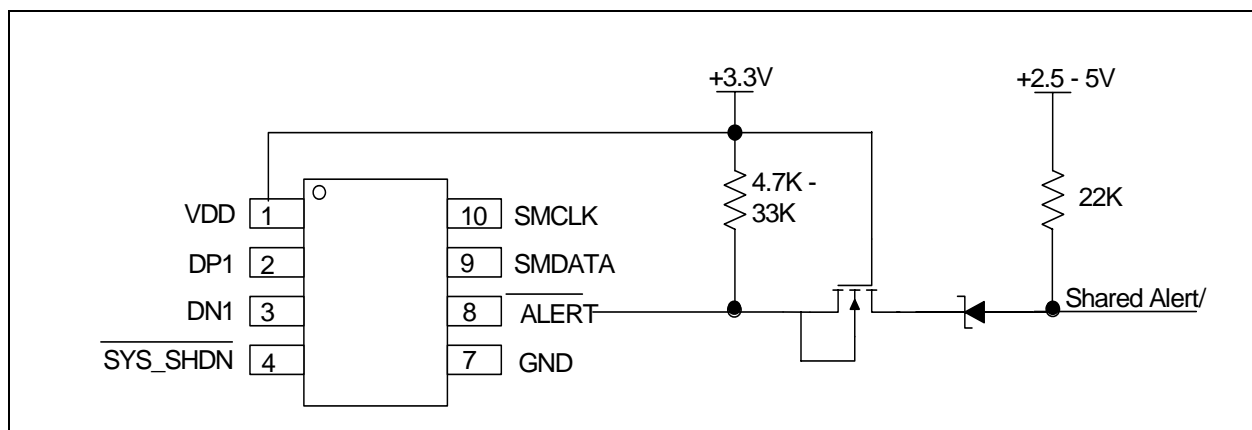 +3.3V
+2.5 - 5V
4.7K -
33K
22K
VDD 1
10 SMCLK
DP1 2
9 SMDATA
DN1 3
8 ALERT
Shared Alert/
SYS_SHDN 4
7 GND